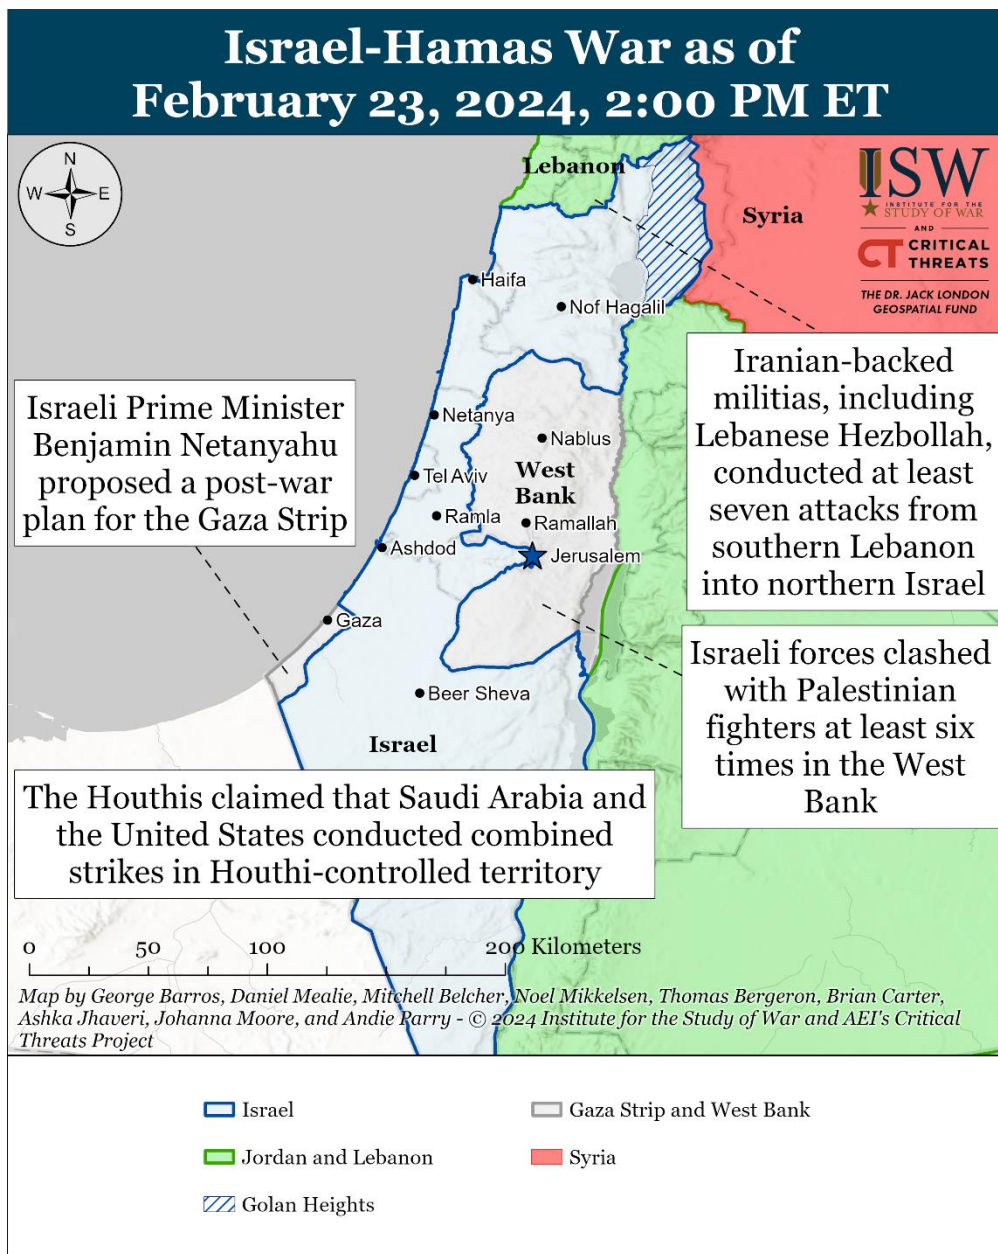 Israel-Hamas War as of
February 23, 2024, 2:00 PM ET
N
W
E
S
Lebanon
Syria
ISW
INSTITUTE FOR THE
STUDY OF WAR
AND
CT CRITICAL
THREATS
THE DR. JACK LONDON
GEOSPATIAL FUND
Haifa
Nof Hagalil
Iranian-backed
militias, including
Lebanese Hezbollah,
conducted at least
seven attacks from
southern Lebanon
into northern Israel
Israeli Prime Minister
Benjamin Netanyahu
proposed a post-war
plan for the Gaza Strip
Netanya
Nablus
West
Bank
Tel Aviv
Ramla
Ramallah
Ashdod
Jerusalem
Gaza
Israeli forces clashed
with Palestinian
fighters at least six
times in the West
Bank
Beer Sheva
Israel
The Houthis claimed that Saudi Arabia and
the United States conducted combined
strikes in Houthi-controlled territory
0 50 100 200 Kilometers
Map by George Barros, Daniel Mealie, Mitchell Belcher, Noel Mikkelsen, Thomas Bergeron, Brian Carter,
Ashka Jhaveri, Johanna Moore, and Andie Parry - © 2024 Institute for the Study of War and AEI's Critical
Threats Project
Israel
Gaza Strip and West Bank
Jordan and Lebanon
Syria
Golan Heights